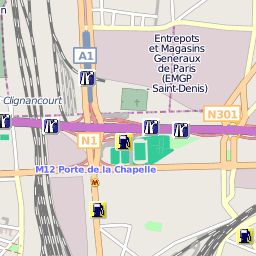 A1
Entrepots
et Magasins
Generaux
de Paris
(EMGP
- Saint-Denis)
Clignancourt
N301
N1
M12 Porte de la Chapelle